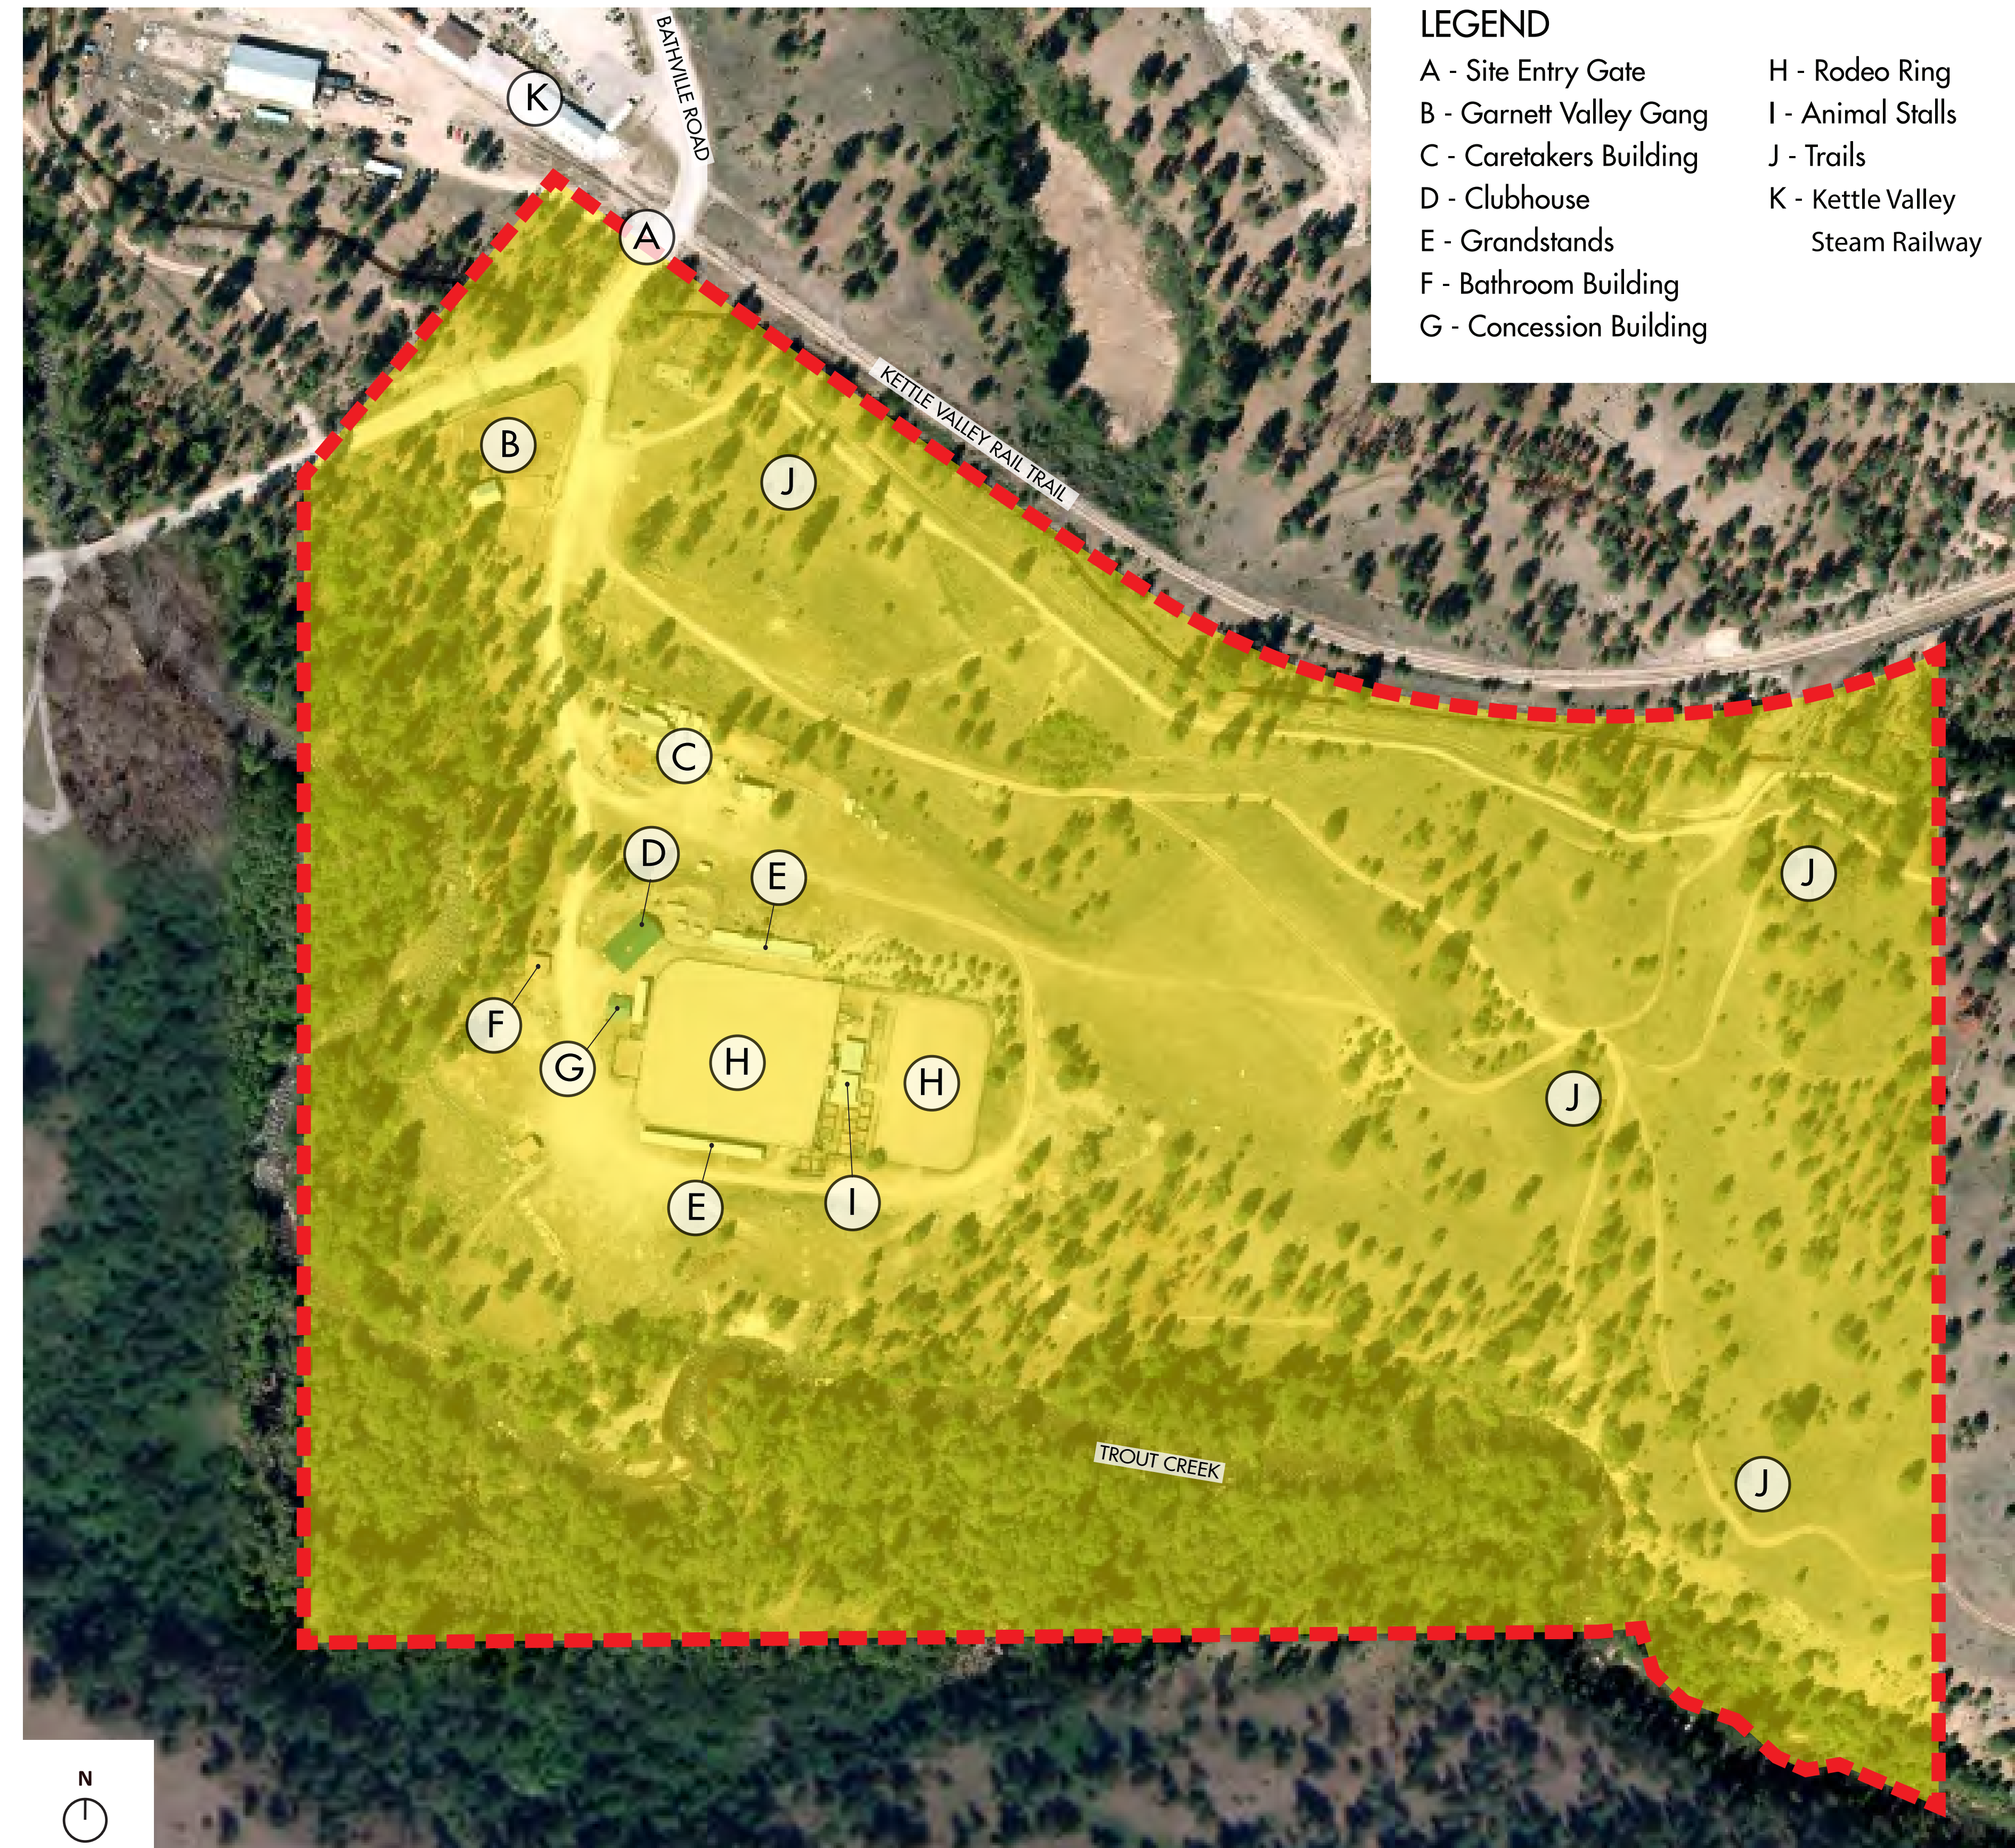 LEGEND
A - Site Entry Gate
B - Garnett Valley Gang
C - Caretakers Building
D - Clubhouse
E - Grandstands
F - Bathroom Building
G - Concession Building
H - Rodeo Ring
I - Animal Stalls
J - Trails
K - Kettle Valley
Steam Railway
BATHVILLE ROAD
K
A
KETTLE VALLEY RAIL TRAIL
B
J
C
D
E
J
F
G
H
H
J
E
I
TROUT CREEK
J
N